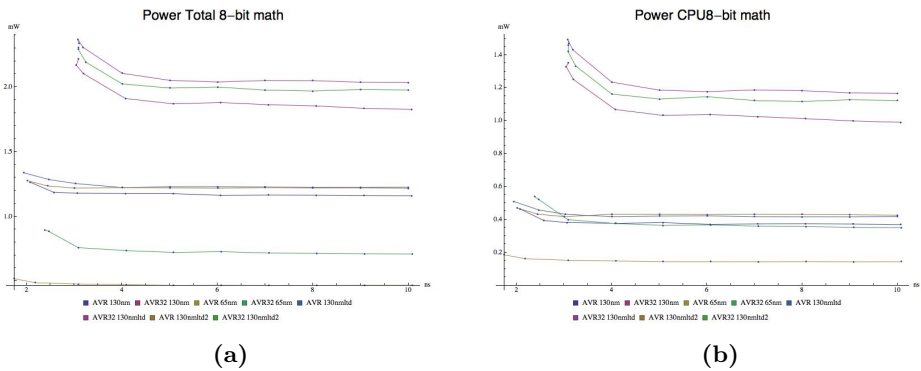 Power Total 8-bit math
mW
2.0
1.5
1.0
2 4 6 8 10 ns
AVR 130nm AVR32 130nm AVR 65nm AVR32 65nm AVR 130nmltd
AVR32 130nmltd AVR 130nmltd2 AVR32 130nmltd2
(a)
Power CPU8-bit math
mW
1.4
1.2
1.0
0.8
0.6
0.4
0.2
2 4 6 8 10 ns
AVR 130nm AVR32 130nm AVR 65nm AVR32 65nm AVR 130nmltd
AVR32 130nmltd AVR 130nmltd2 AVR32 130nmltd2
(b)